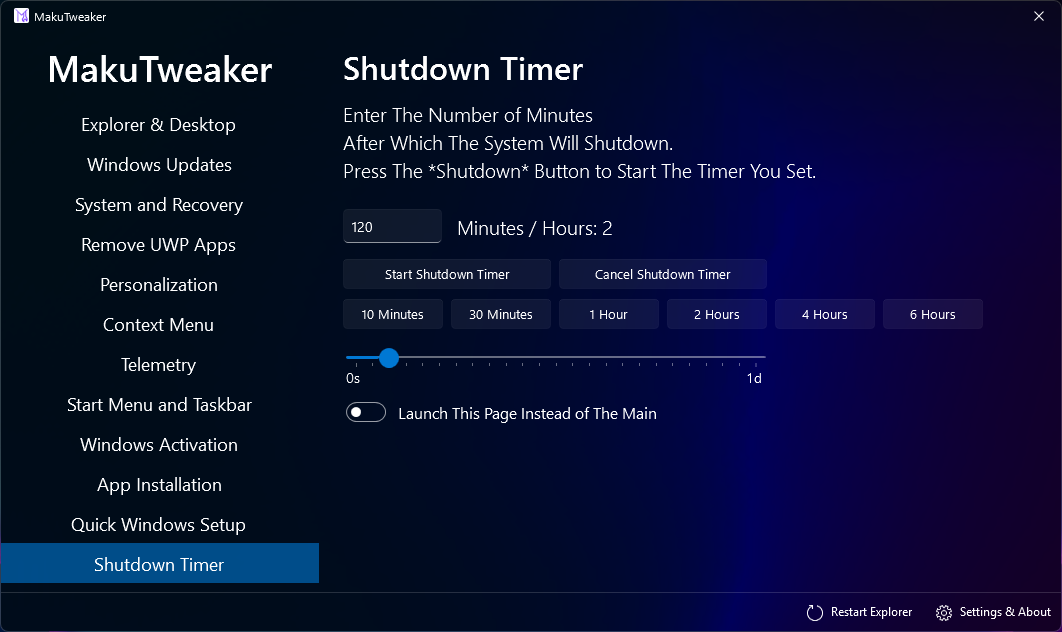 MakuTweaker
MakuTweaker
Explorer & Desktop
Windows Updates
System and Recovery
Remove UWP Apps
Personalization
Context Menu
Telemetry
Start Menu and Taskbar
Windows Activation
App Installation
Quick Windows Setup
Shutdown Timer
Shutdown Timer
Enter The Number of Minutes
After Which The System Will Shutdown.
Press The *Shutdown* Button to Start The Timer You Set.
120 Minutes / Hours: 2
Start Shutdown Timer Cancel Shutdown Timer
10 Minutes 30 Minutes 1 Hour 2 Hours 4 Hours 6 Hours
0s 1d
Launch This Page Instead of The Main
Restart Explorer Settings & About